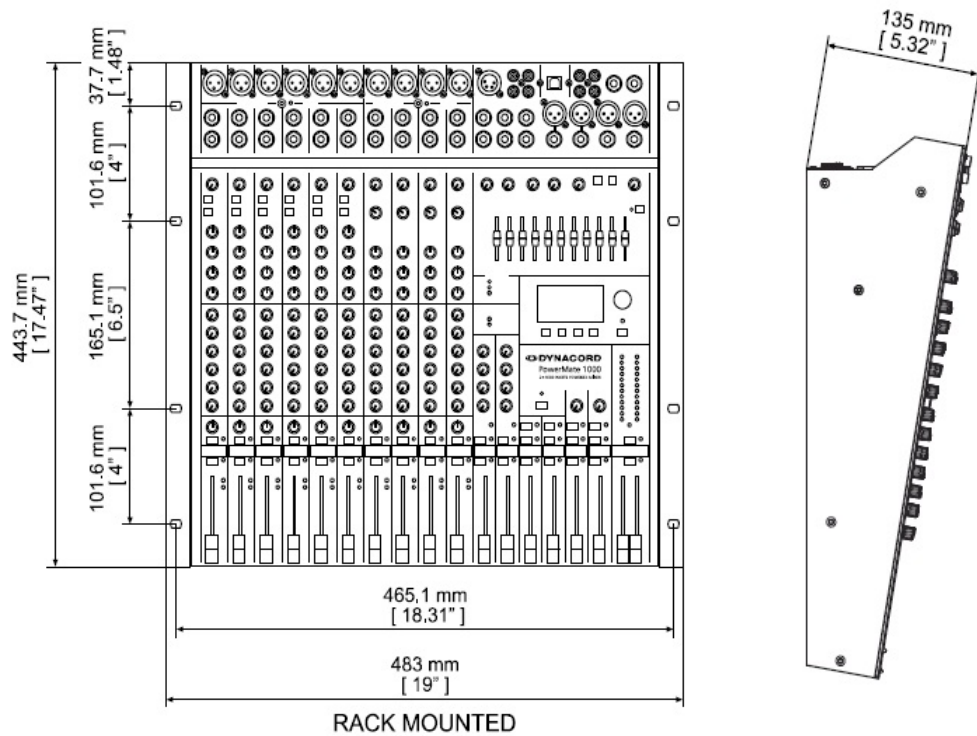 135 mm
[ 5.32" ]
37.7 mm
[ 1.48" ]
101.6 mm
[ 4" ]
443.7 mm
[ 17.47" ]
165.1 mm
[ 6.5" ]
101.6 mm
[ 4" ]
DYNACORD
PowerMate 1000
465,1 mm
[ 18,31" ]
483 mm
[ 19" ]
RACK MOUNTED